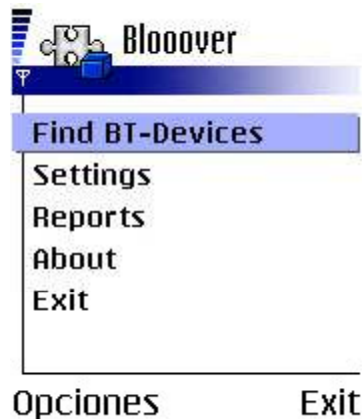 Blooover
Find BT-Devices
Settings
Reports
About
Exit
Opciones Exit